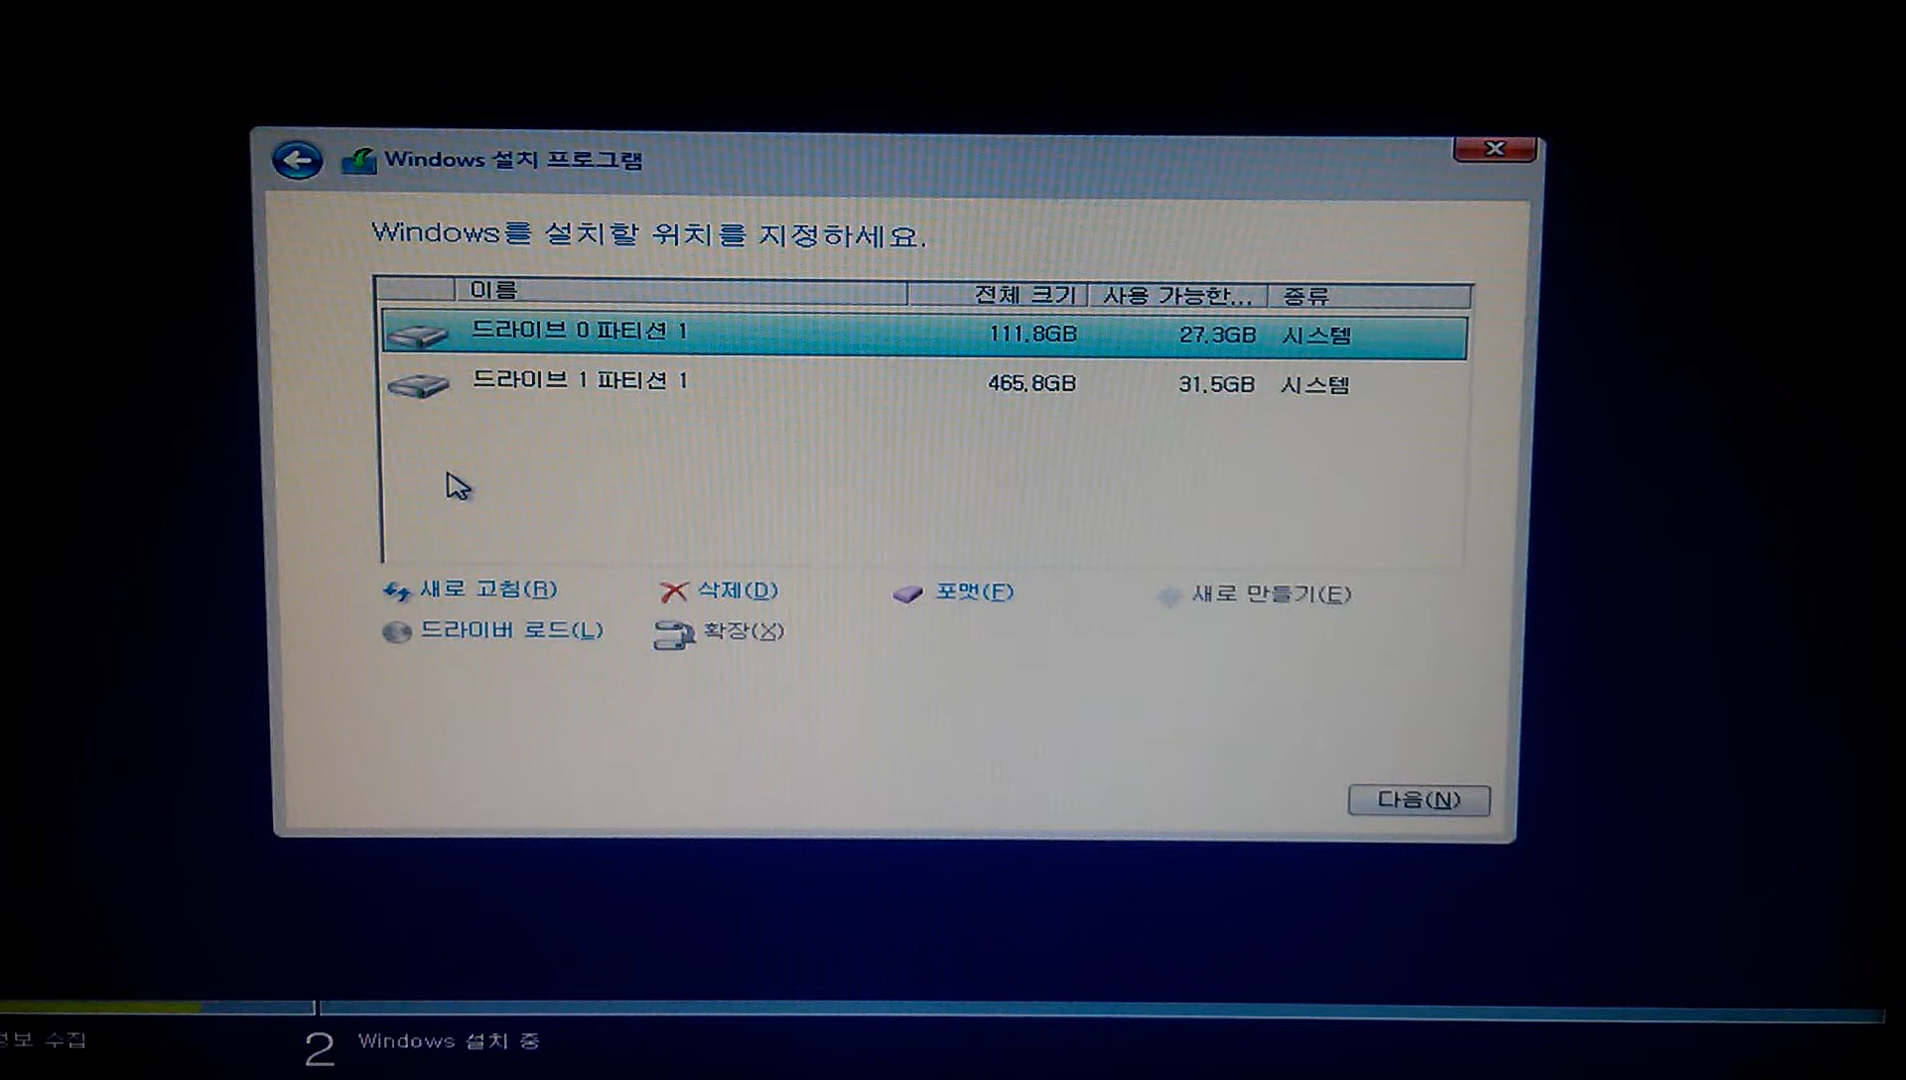 Windows 설치 프로그램
Windows를 설치할 위치를 지정하세요.
이름 전체 크기 사용 가능한... 종류
드라이브 0 파티션 1 111.8GB 27.3GB 시스템
드라이브 1 파티션 1 465.8GB 31.5GB 시스템
새로 고침(R) 삭제(D) 포맷(F) 새로 만들기(E)
드라이버 로드(L) 확장(X)
다음(N)
수집 2 Windows 설치 중